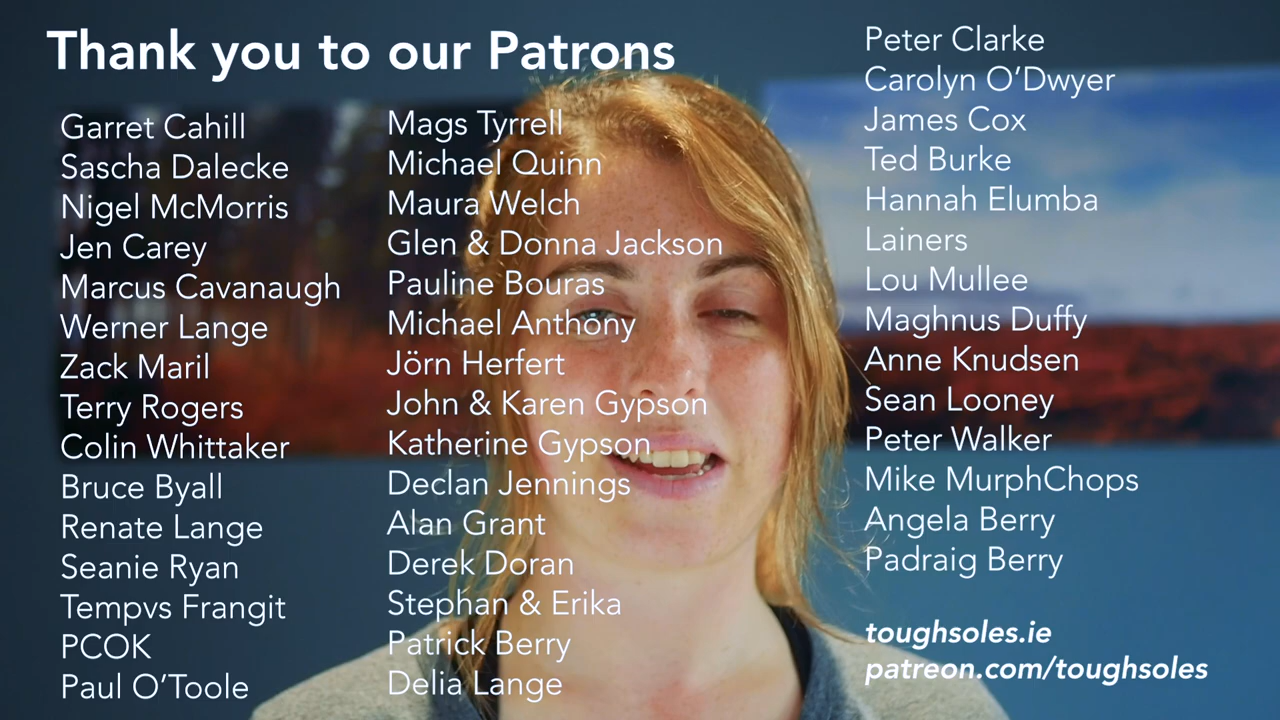 Thank you to our Patrons
Garret Cahill
Sascha Dalecke
Nigel McMorris
Jen Carey
Marcus Cavanaugh
Werner Lange
Zack Maril
Terry Rogers
Colin Whittaker
Bruce Byall
Renate Lange
Seanie Ryan
Tempvs Frangit
PCOK
Paul O'Toole
Mags Tyrrell
Michael Quinn
Maura Welch
Glen & Donna Jackson
Pauline Bouras
Michael Anthony
Jörn Herfert
John & Karen Gypson
Katherine Gypson
Declan Jennings
Alan Grant
Derek Doran
Stephan & Erika
Patrick Berry
Delia Lange
Peter Clarke
Carolyn O'Dwyer
James Cox
Ted Burke
Hannah Elumba
Lainers
Lou Mullee
Maghnus Duffy
Anne Knudsen
Sean Looney
Peter Walker
Mike MurphChops
Angela Berry
Padraig Berry
toughsoles.ie
patreon.com/toughsoles